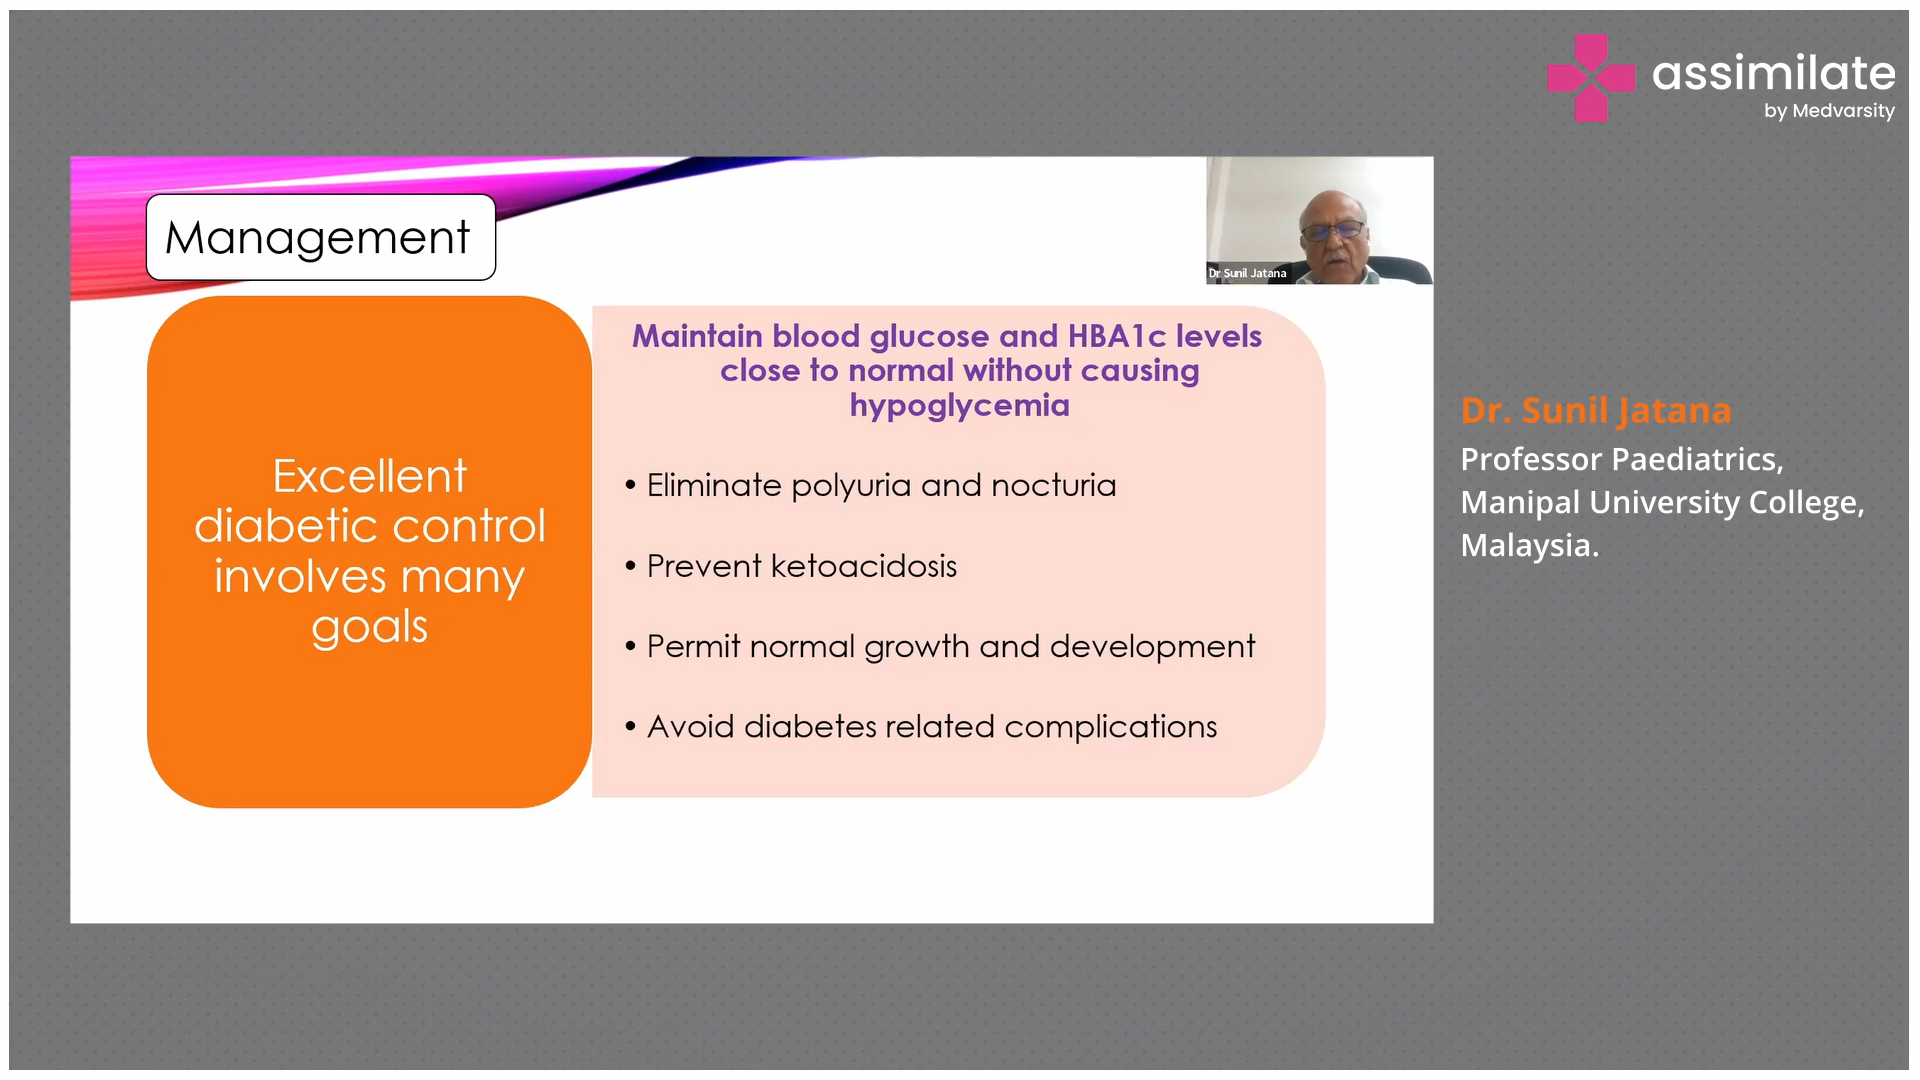 assimilate
by Medvarsity
Management
Dr Sunil Jatana
Excellent
diabetic control
involves many
goals
Maintain blood glucose and HBA1c levels
close to normal without causing
hypoglycemia
• Eliminate polyuria and nocturia
• Prevent ketoacidosis
• Permit normal growth and development
• Avoid diabetes related complications
Dr. Sunil Jatana
Professor Paediatrics,
Manipal University College,
Malaysia.